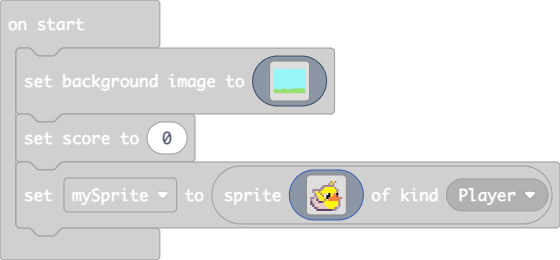 on start
set background image to
set score to 0
set mySprite to sprite of kind Player